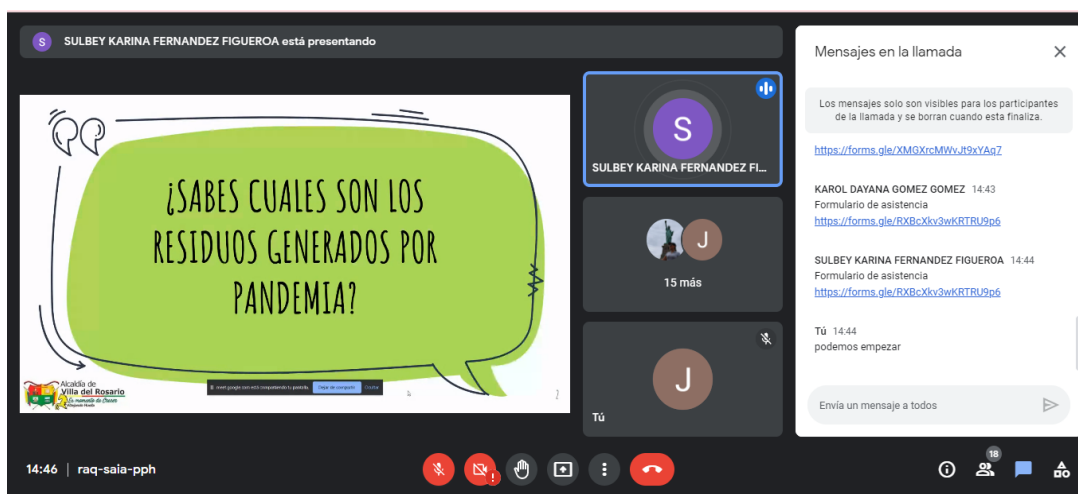 S SULBEY KARINA FERNANDEZ FIGUEROA está presentando
¿SABES CUALES SON LOS
RESIDUOS GENERADOS POR
PANDEMIA?
Alcaldía de
Villa del Rosario
S
SULBEY KARINA FERNANDEZ FI...
J
15 más
J
Tú
Mensajes en la llamada
Los mensajes solo son visibles para los participantes
de la llamada y se borran cuando esta finaliza.
https://forms.gle/XMGXrcMWvJt9xYAq7
KAROL DAYANA GOMEZ GOMEZ 14:43
Formulario de asistencia
https://forms.gle/RXBcXkv3wKRTRU9p6
SULBEY KARINA FERNANDEZ FIGUEROA 14:44
Formulario de asistencia
https://forms.gle/RXBcXkv3wKRTRU9p6
Tú 14:44
podemos empezar
Envía un mensaje a todos
14:46 | raq-saia-pph
18